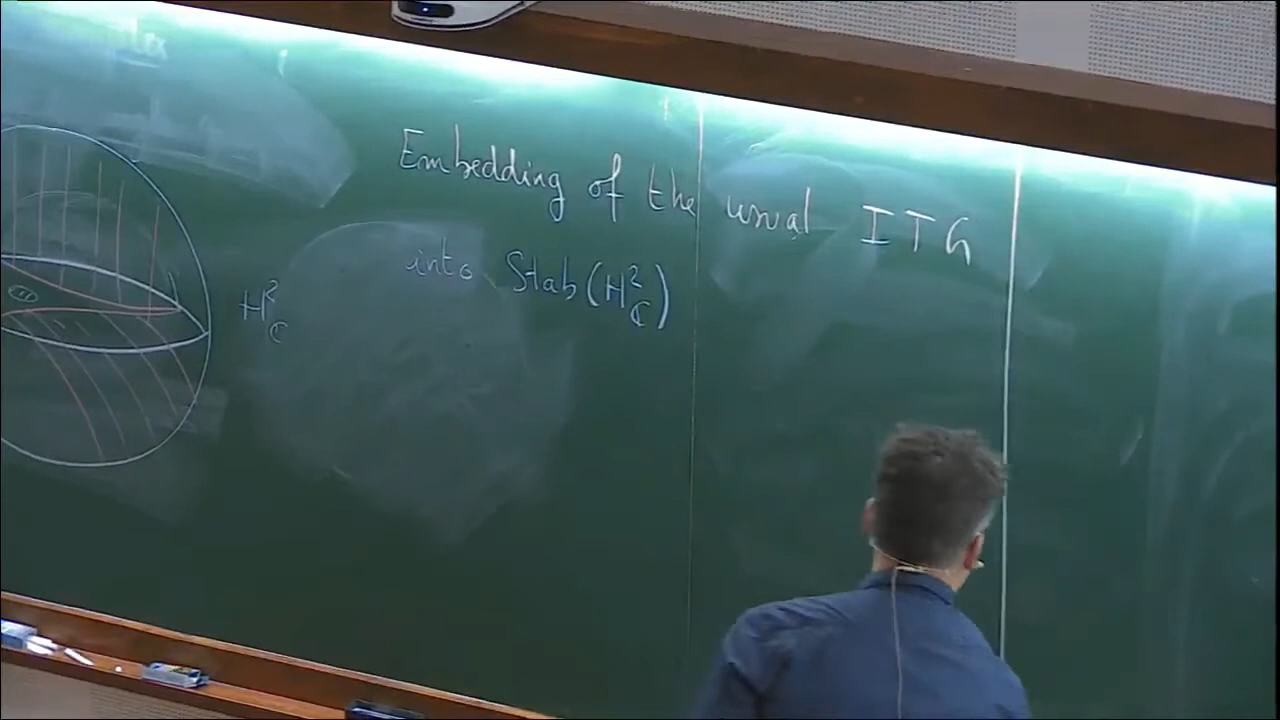 Embedding of the usual ITG
into Stab(H²_ℂ)
H²_ℂ